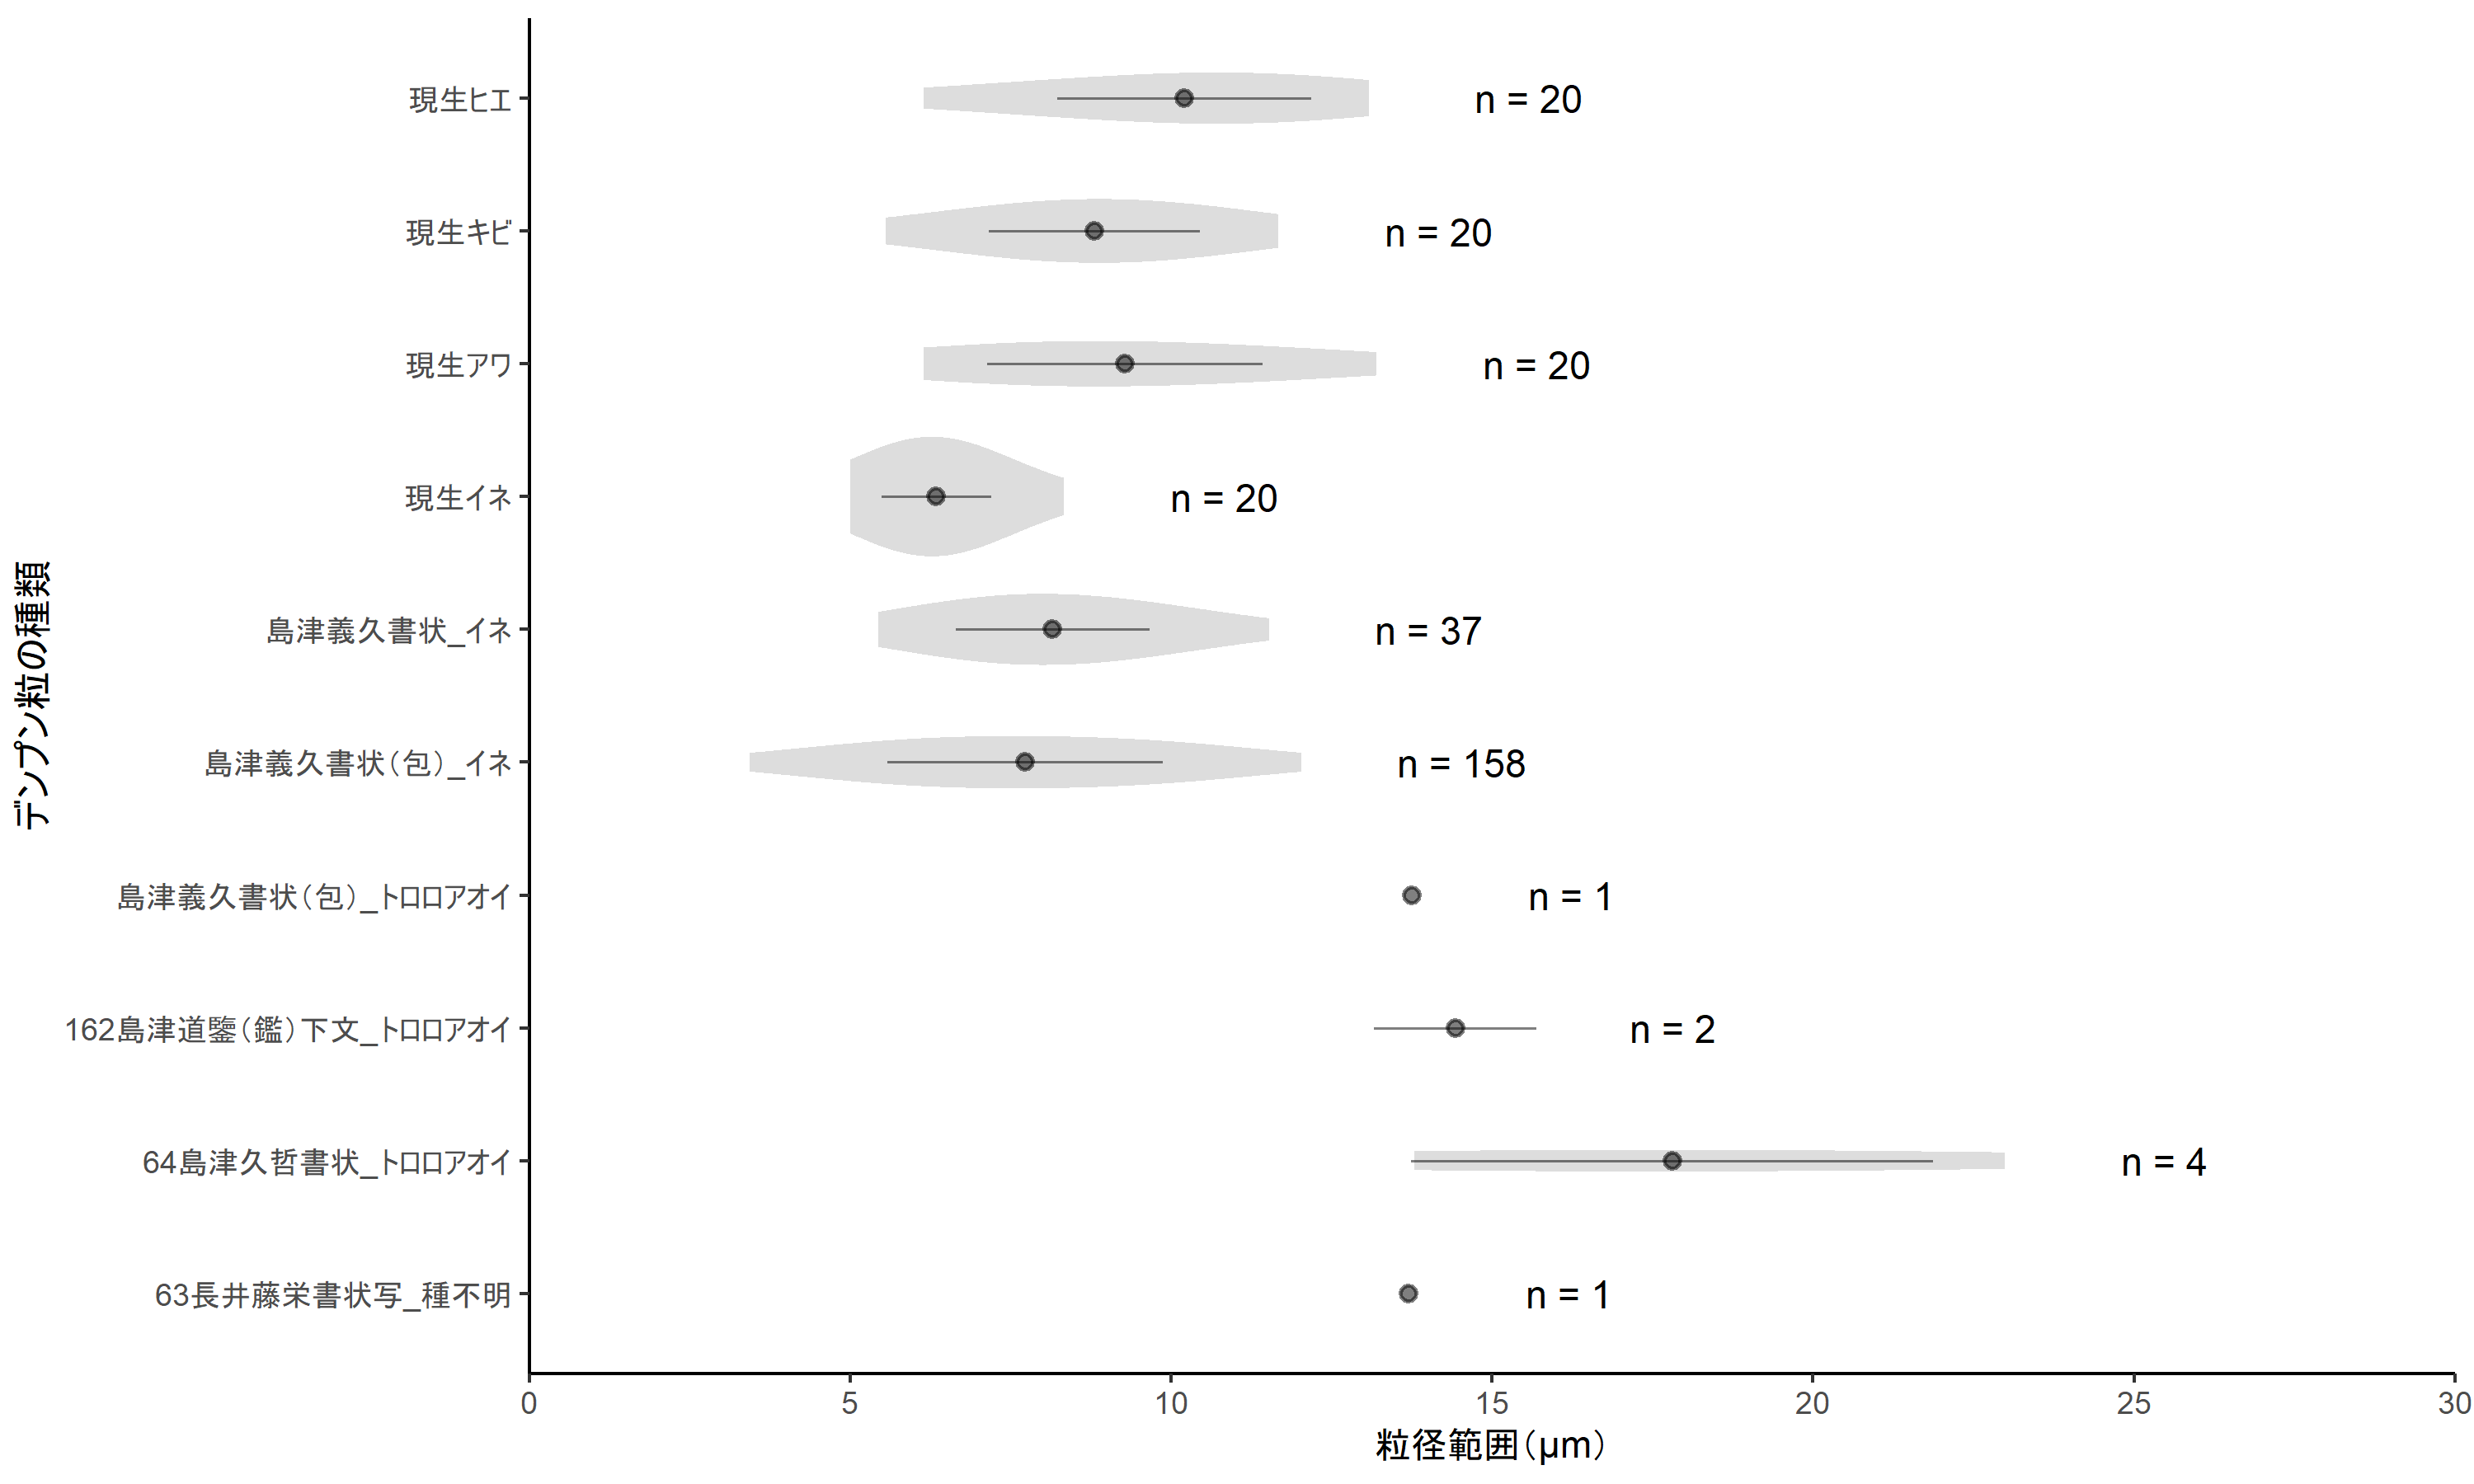 現生ヒエ
n = 20
現生キビ
n = 20
現生アワ
n = 20
現生イネ
n = 20
島津義久書状_イネ
n = 37
島津義久書状（包）_イネ
n = 158
島津義久書状（包）_トロロアオイ
n = 1
162島津道鑒（鑑）下文_トロロアオイ
n = 2
64島津久哲書状_トロロアオイ
n = 4
63長井藤栄書状写_種不明
n = 1
デンプン粒の種類
0 5 10 15 20 25 30
粒径範囲（μm）